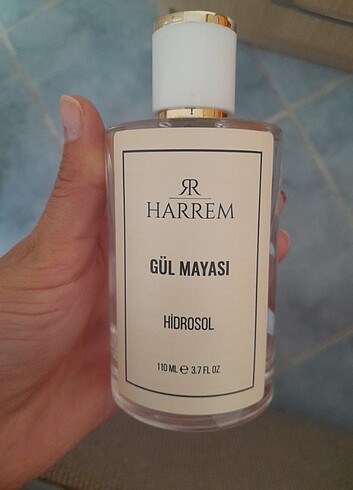 RR
HARREM
GÜL MAYASI
HİDROSOL
110 ML ℮ 3.7 FL OZ